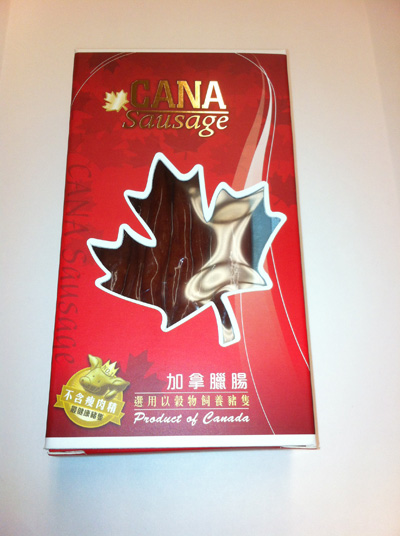 CANA
Sausage
CANA Sausage
加拿臘腸
選用以穀物飼養豬隻
Product of Canada
不含瘦肉精